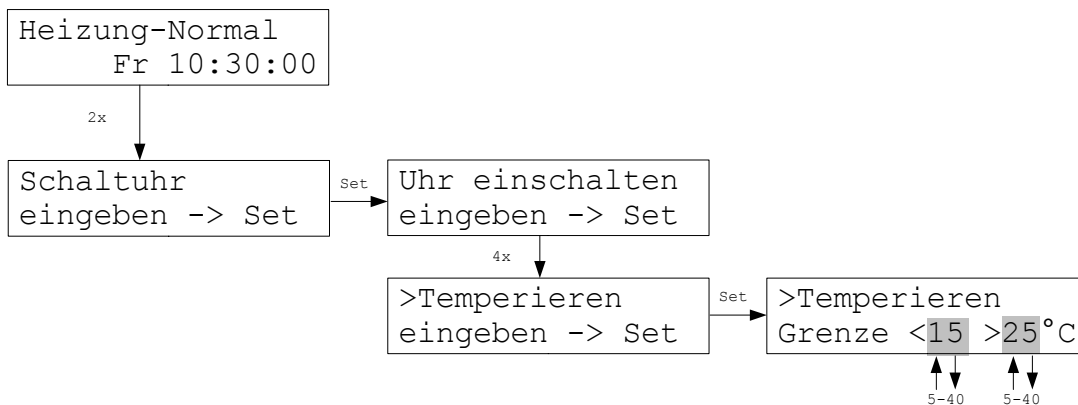 Heizung-Normal
Fr 10:30:00
2x
Schaltuhr
eingeben -> Set
Set
Uhr einschalten
eingeben -> Set
4x
>Temperieren
eingeben -> Set
Set
>Temperieren
Grenze <15 >25°C
5-40 5-40